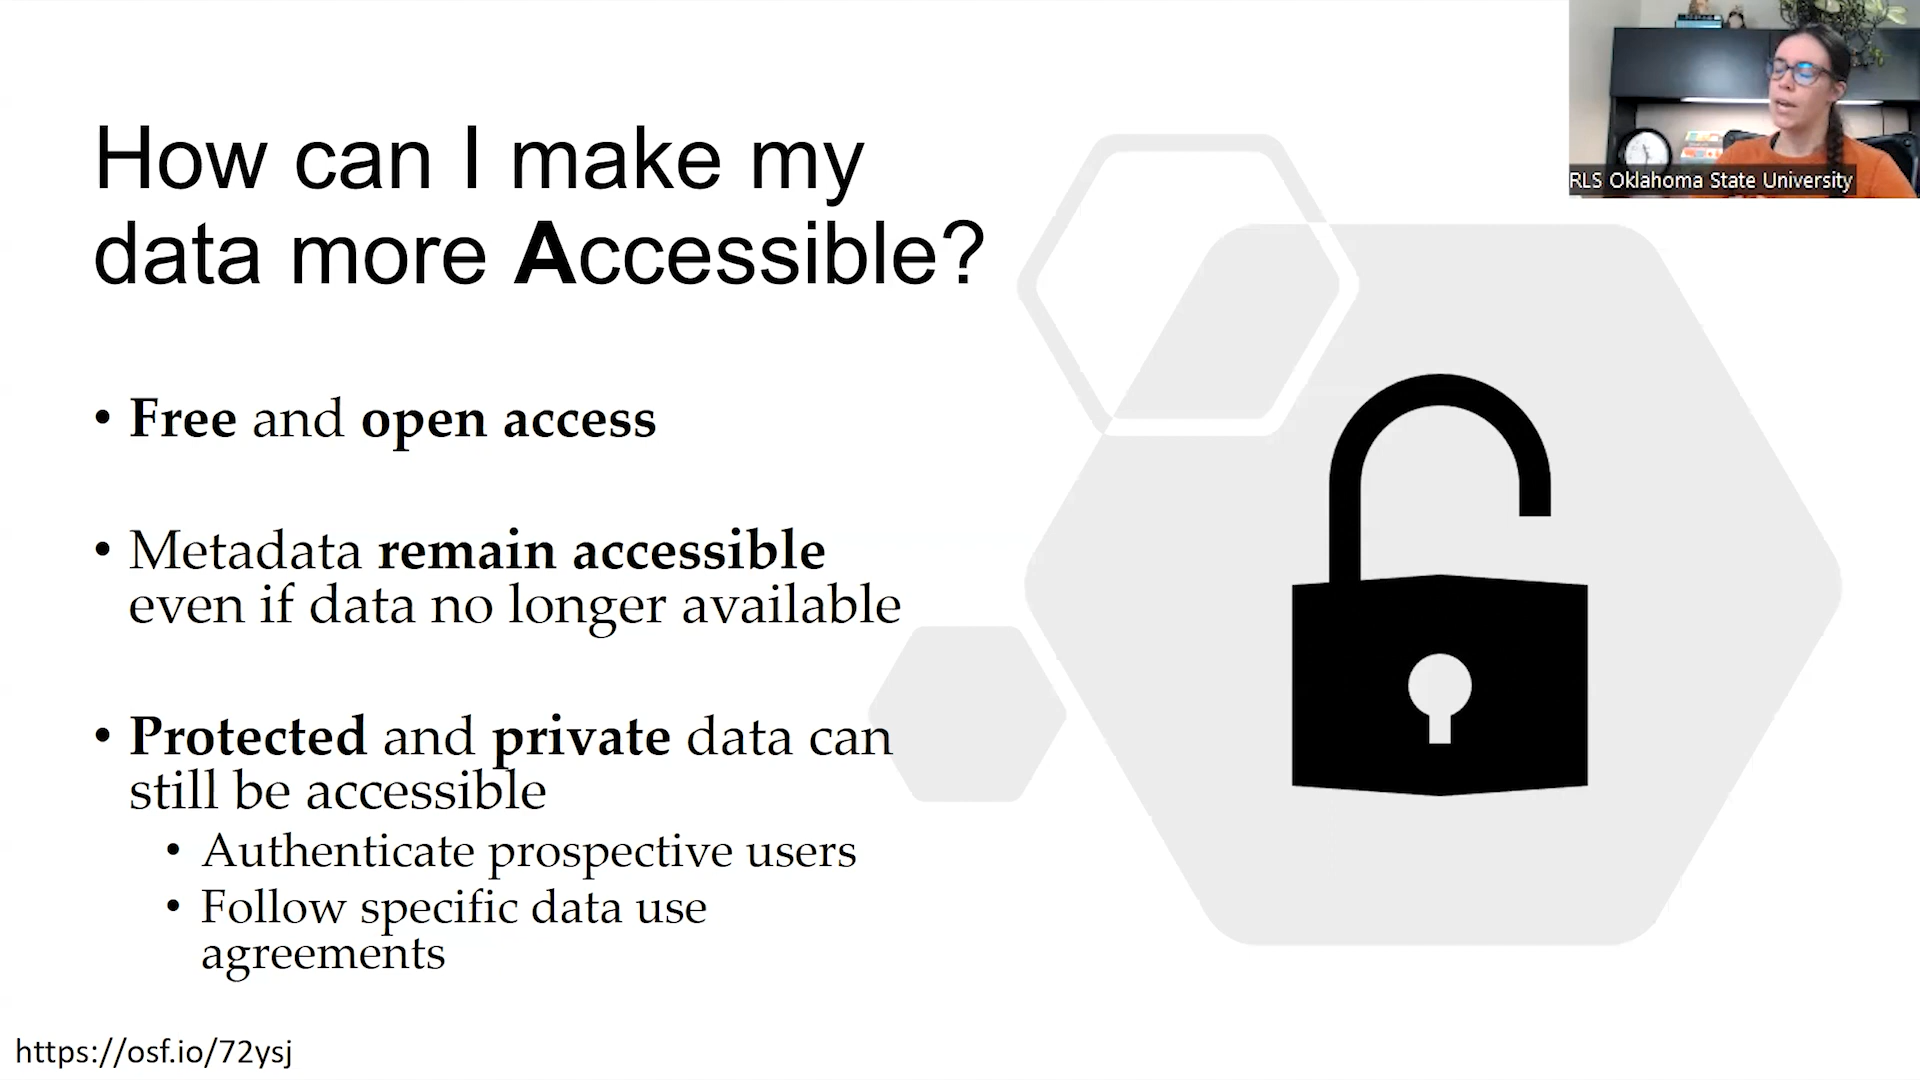 How can I make my
data more Accessible?
• Free and open access
• Metadata remain accessible
even if data no longer available
• Protected and private data can
still be accessible
• Authenticate prospective users
• Follow specific data use
agreements
https://osf.io/72ysj
RLS Oklahoma State University